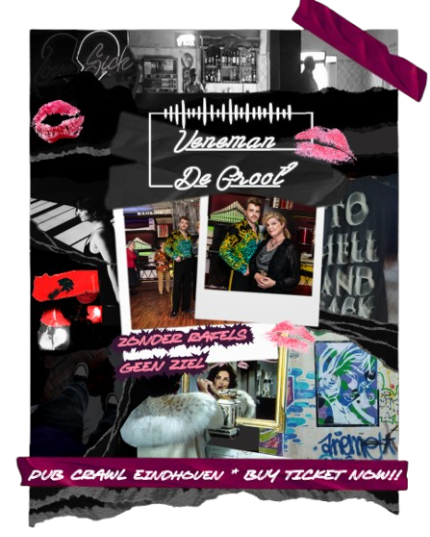 Veneman
De Groot
TO
HELL
AND
BACK
ZONDER RAFELS
GEEN ZIEL
PUB CRAWL EINDHOVEN * BUY TICKET NOW!!